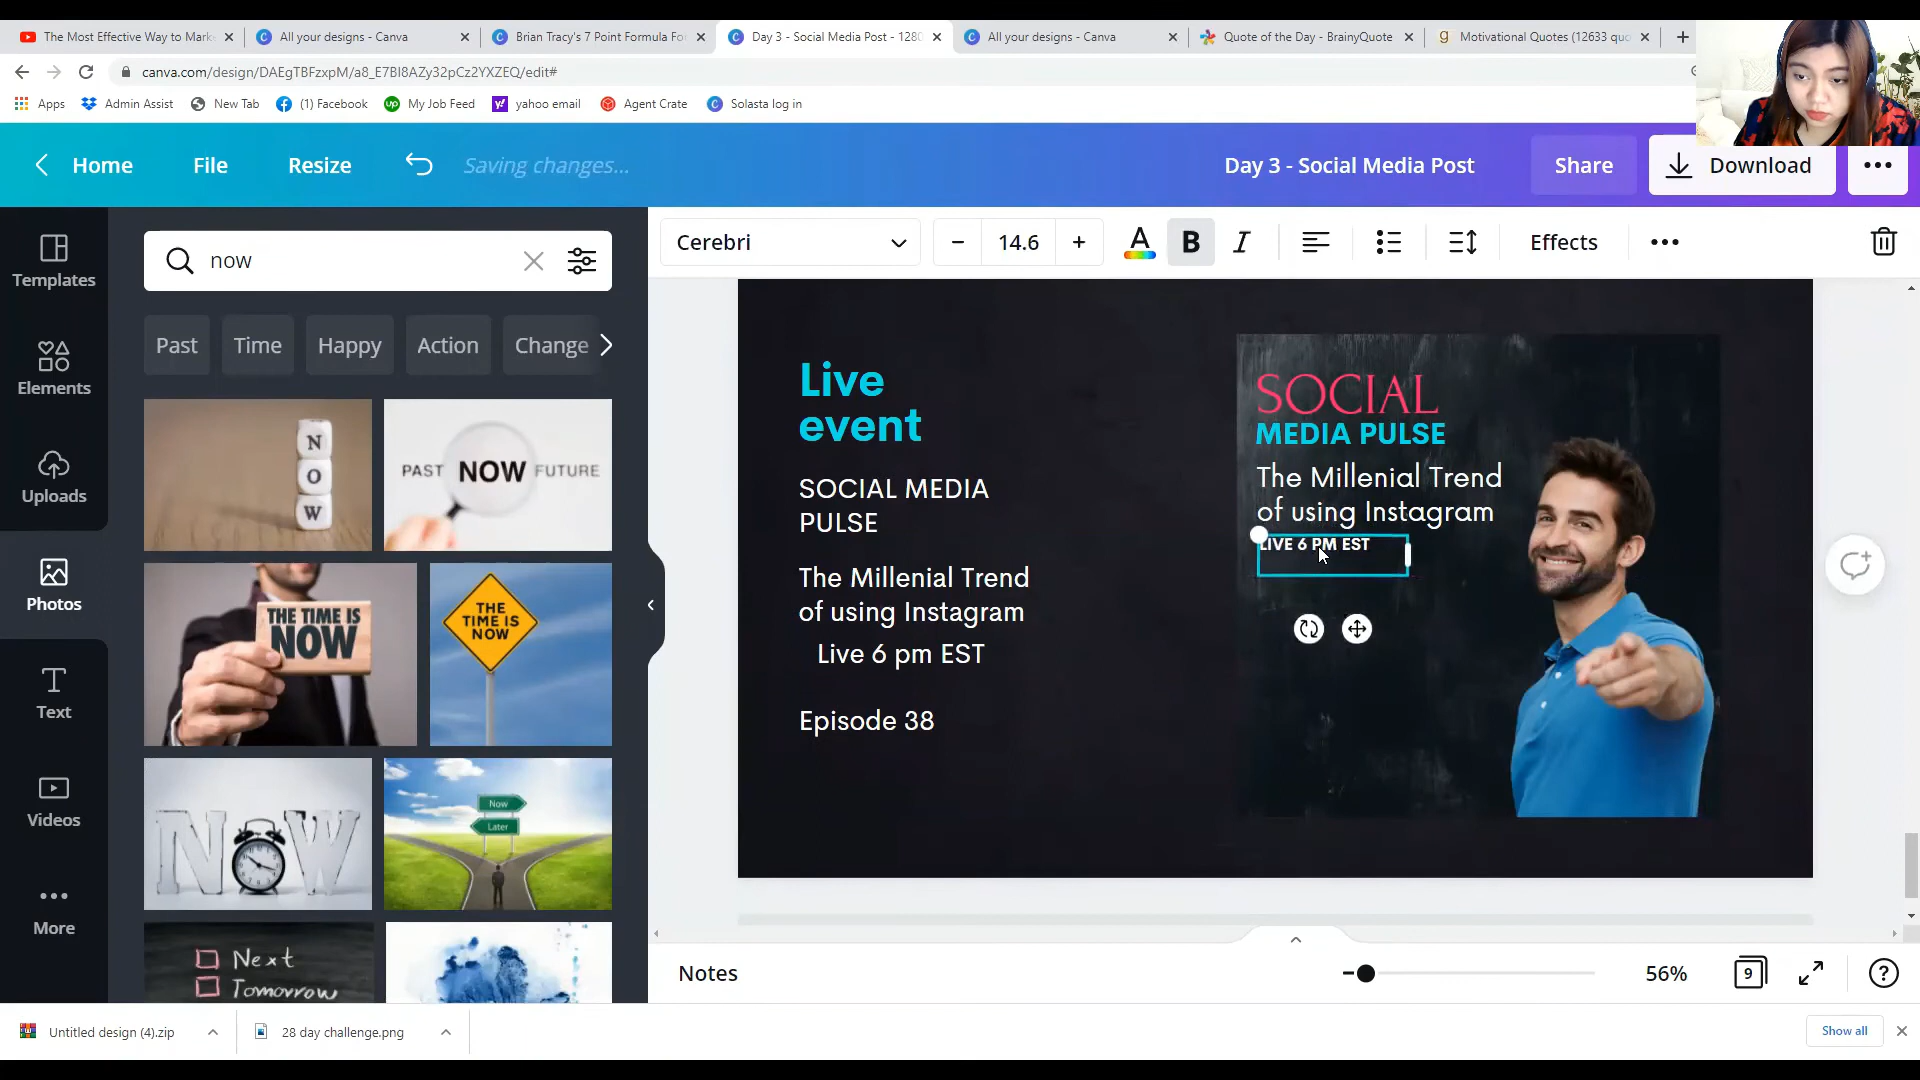 The Most Effective Way to Mark
All your designs - Canva
Brian Tracy's 7 Point Formula Fo
Day 3 - Social Media Post - 1280
All your designs - Canva
Quote of the Day - BrainyQuote
Motivational Quotes (12633 quo
canva.com/design/DAEgTBFzxpM/a8_E7BI8AZy32pCz2YXZEQ/edit#
Apps
Admin Assist
New Tab
(1) Facebook
My Job Feed
yahoo email
Agent Crate
Solasta log in
Home
File
Resize
Saving changes...
Day 3 - Social Media Post
Share
Download
Templates
Elements
Uploads
Photos
Text
Videos
More
now
Past
Time
Happy
Action
Change
NOW
PAST NOW FUTURE
THE TIME IS
NOW
THE
TIME IS
NOW
NOW
Now
Later
Next
Tomorrow
Cerebri
14.6
A
B
I
Effects
Live
event
SOCIAL MEDIA
PULSE
The Millenial Trend
of using Instagram
Live 6 pm EST
Episode 38
SOCIAL
MEDIA PULSE
The Millenial Trend
of using Instagram
LIVE 6 PM EST
Notes
56%
9
Untitled design (4).zip
28 day challenge.png
Show all